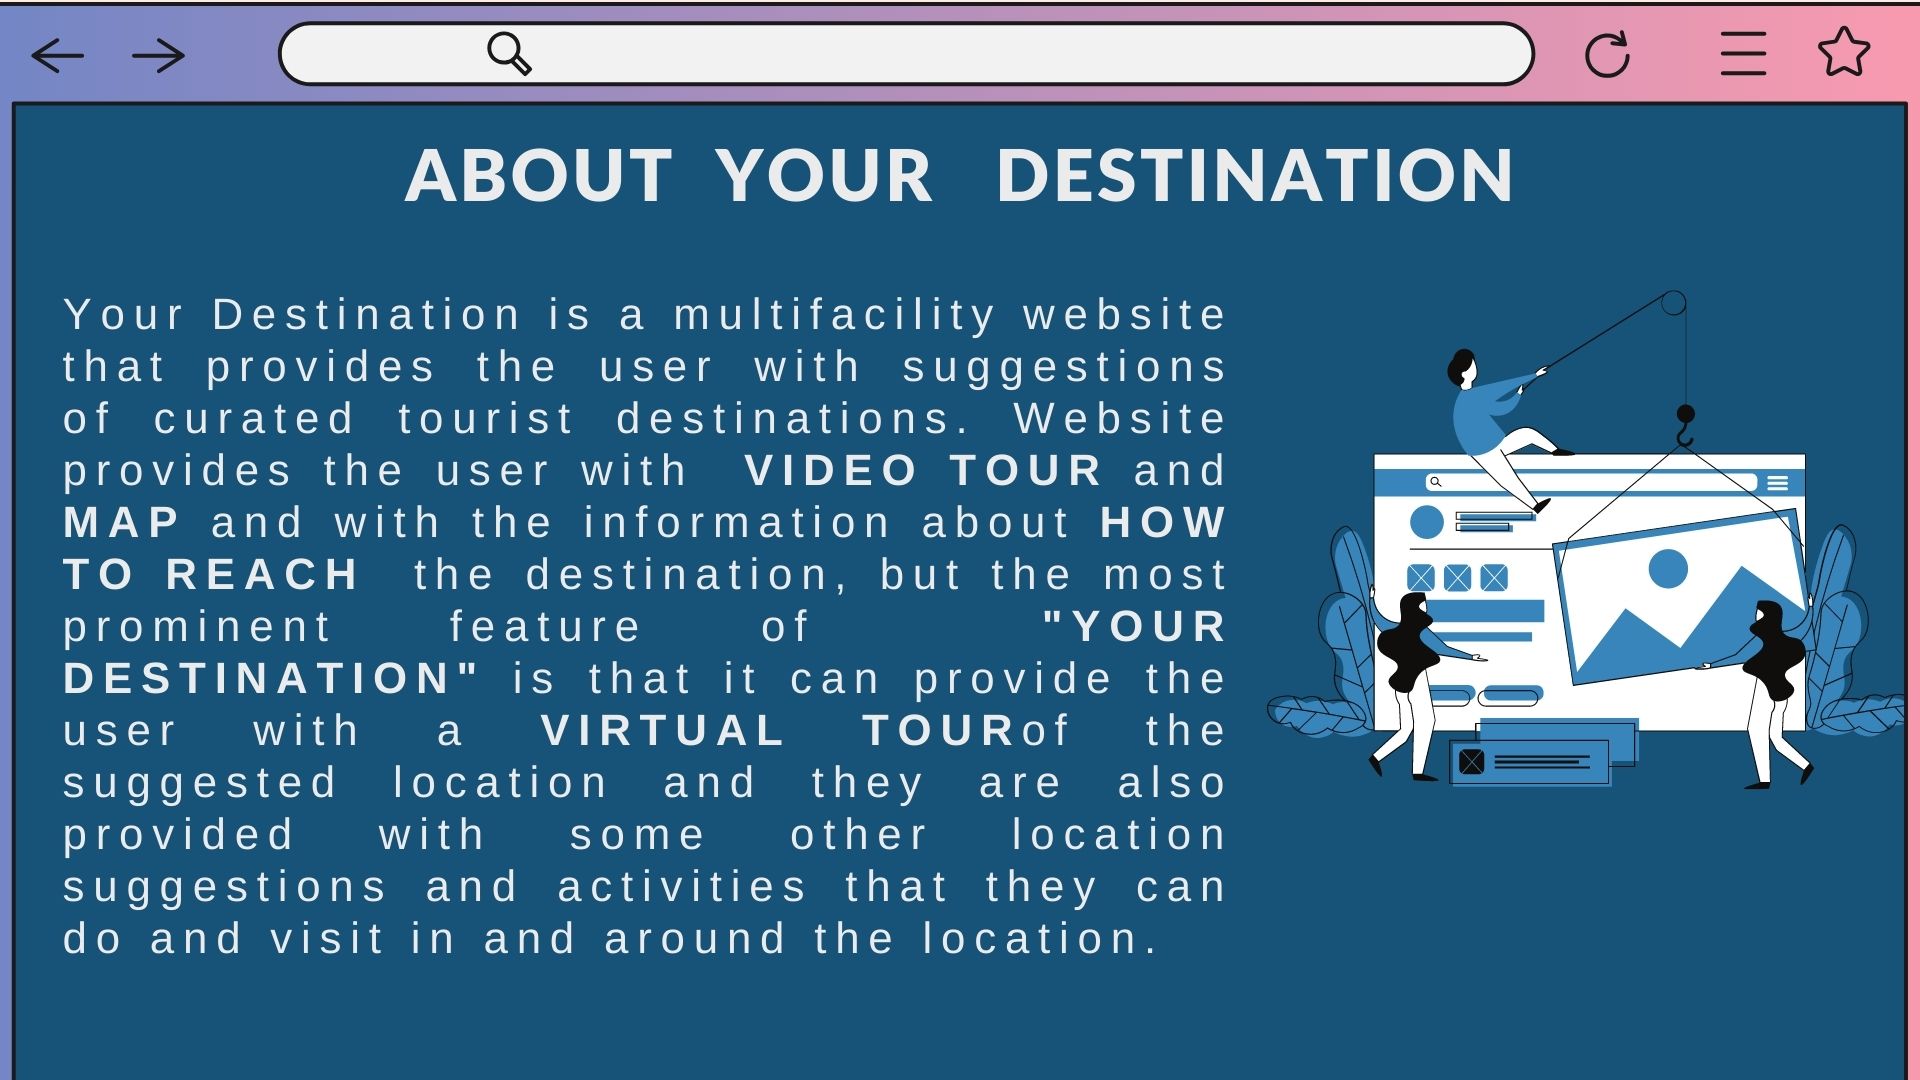 ABOUT YOUR DESTINATION
Your Destination is a multifacility website
that provides the user with suggestions
of curated tourist destinations. Website
provides the user with VIDEO TOUR and
MAP and with the information about HOW
TO REACH the destination, but the most
prominent feature of "YOUR
DESTINATION" is that it can provide the
user with a VIRTUAL TOURof the
suggested location and they are also
provided with some other location
suggestions and activities that they can
do and visit in and around the location.